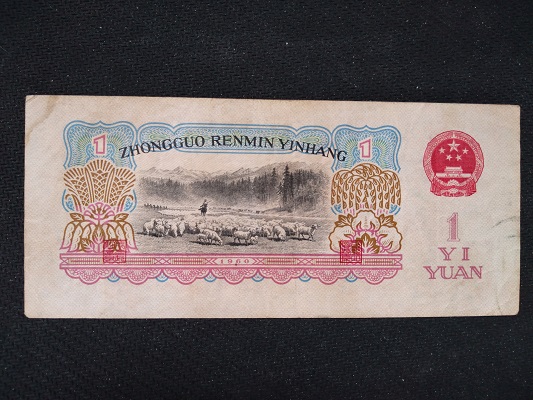 ZHONGGUO RENMIN YINHANG
1
1
1960
1
YI
YUAN